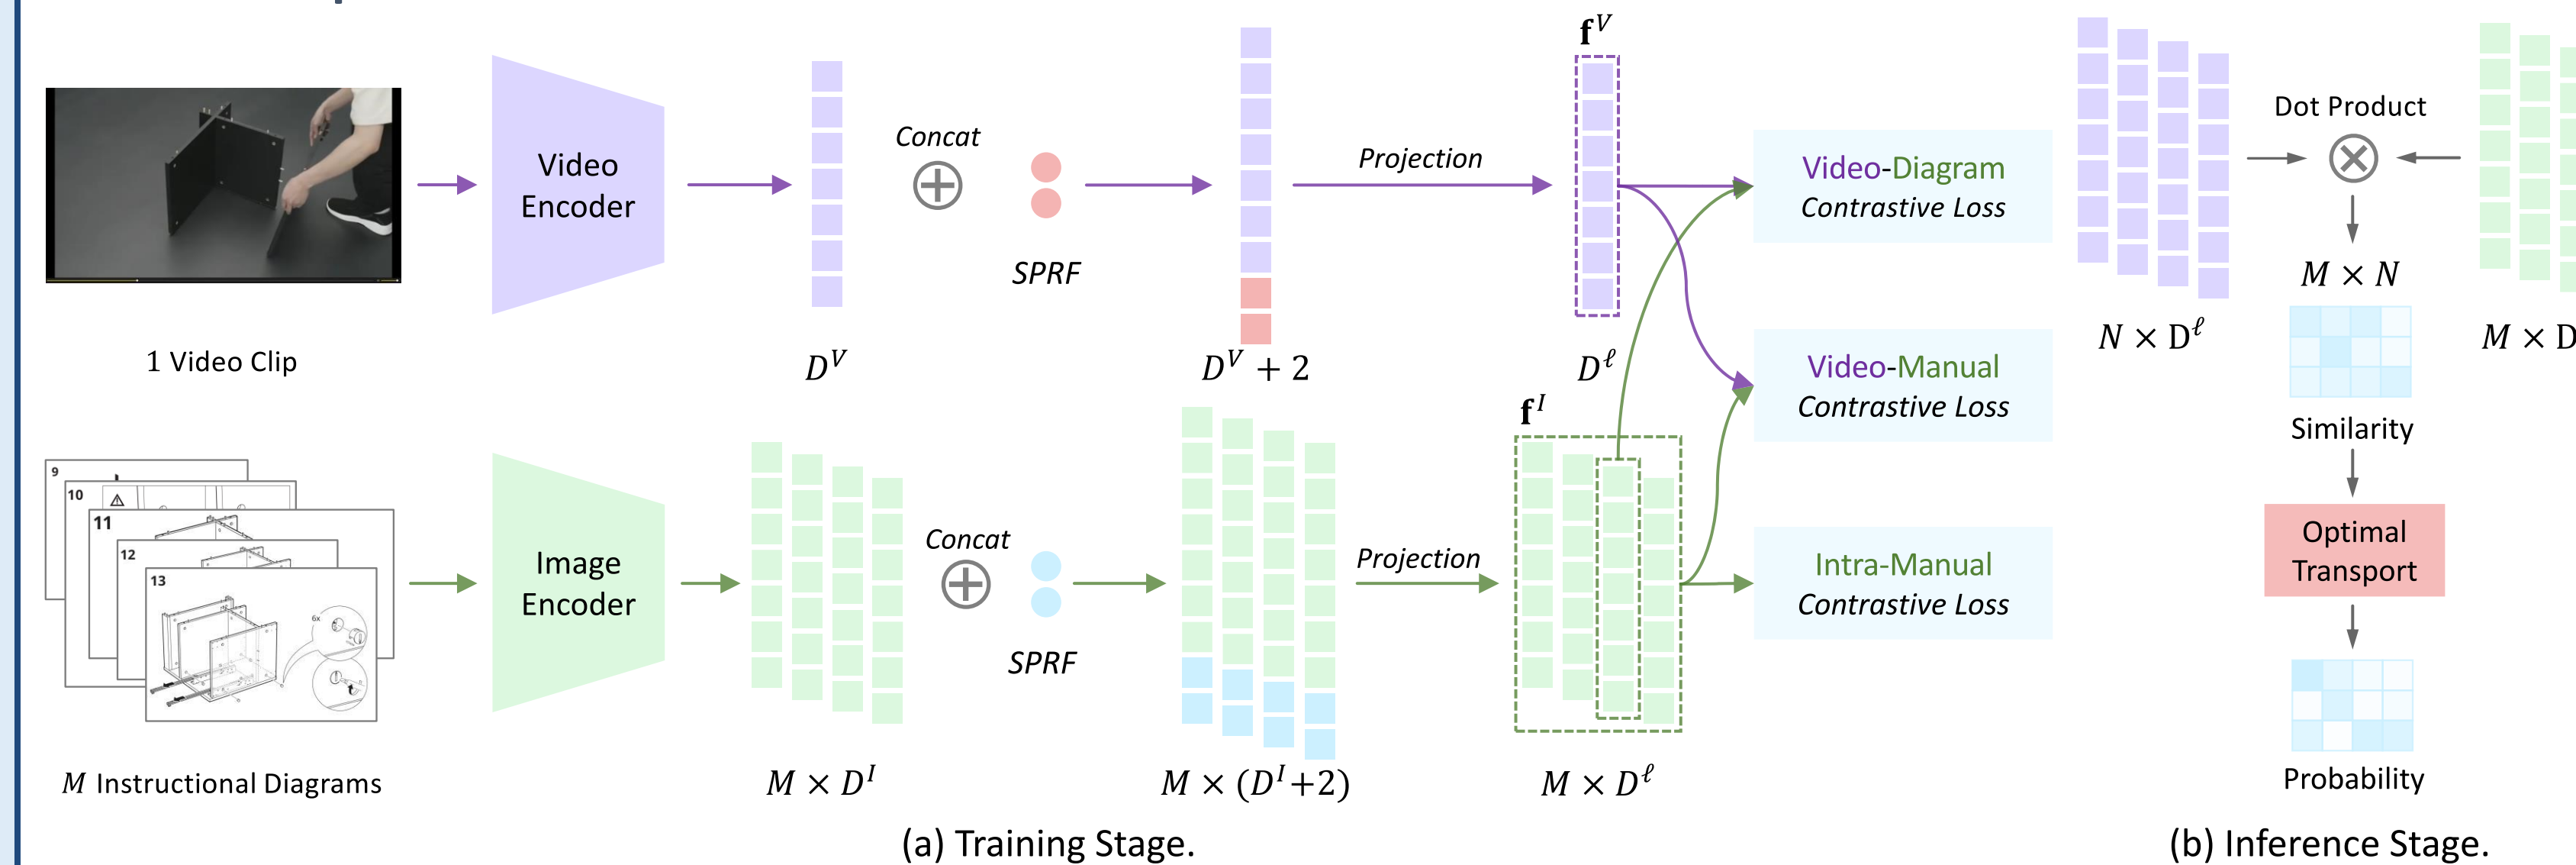 1 Video Clip
Video
Encoder
D^V
Concat
SPRF
D^V + 2
Projection
f^V
D^ℓ
Video-Diagram
Contrastive Loss
Video-Manual
Contrastive Loss
Intra-Manual
Contrastive Loss
9
10
11
12
13
6x
M Instructional Diagrams
Image
Encoder
M × D^I
Concat
SPRF
M × (D^I+2)
Projection
f^I
M × D^ℓ
(a) Training Stage.
N × D^ℓ
Dot Product
M × D
M × N
Similarity
Optimal
Transport
Probability
(b) Inference Stage.